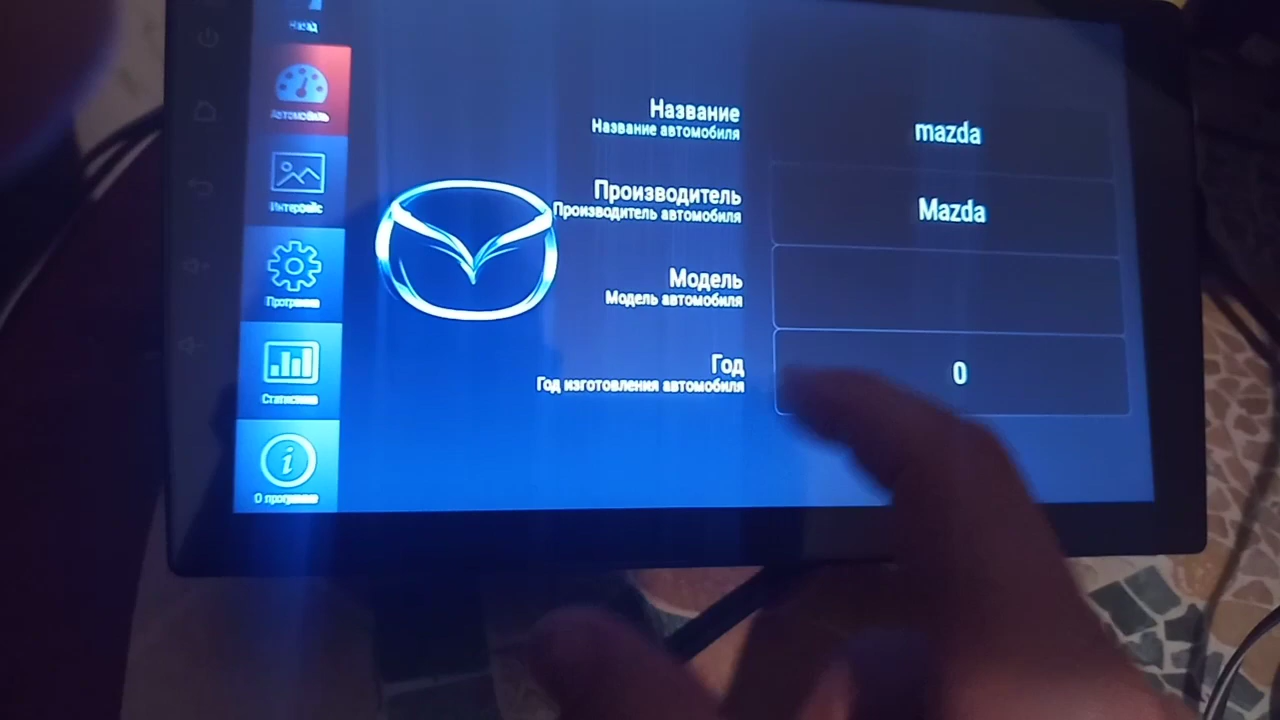 Назад
Автомобиль
Интерфейс
Программа
Статистика
О программе
Название
Название автомобиля
mazda
Производитель
Производитель автомобиля
Mazda
Модель
Модель автомобиля
Год
Год изготовления автомобиля
0